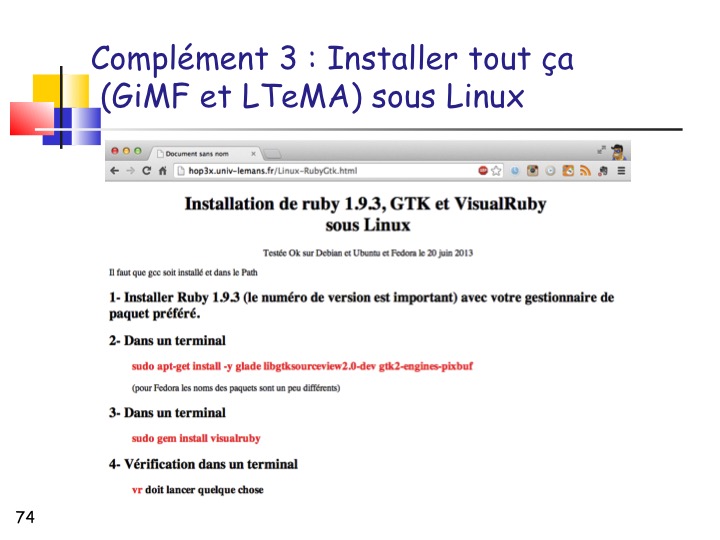 Complément 3 : Installer tout ça
(GiMF et LTeMA) sous Linux
Document sans nom
hop3x.univ-lemans.fr/Linux-RubyGtk.html
Installation de ruby 1.9.3, GTK et VisualRuby
sous Linux
Testée Ok sur Debian et Ubuntu et Fedora le 20 juin 2013
Il faut que gcc soit installé et dans le Path
1- Installer Ruby 1.9.3 (le numéro de version est important) avec votre gestionnaire de
paquet préféré.
2- Dans un terminal
sudo apt-get install -y glade libgtksourceview2.0-dev gtk2-engines-pixbuf
(pour Fedora les noms des paquets sont un peu différents)
3- Dans un terminal
sudo gem install visualruby
4- Vérification dans un terminal
vr doit lancer quelque chose
74